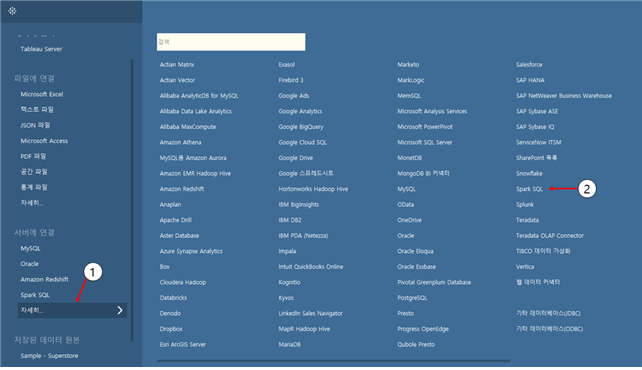 Tableau Server
파일에 연결
Microsoft Excel
텍스트 파일
JSON 파일
Microsoft Access
PDF 파일
공간 파일
통계 파일
자세히...
서버에 연결
MySQL
Oracle
Amazon Redshift
Spark SQL
자세히...
1
저장된 데이터 원본
Sample - Superstore
검색
Actian Matrix
Actian Vector
Alibaba AnalyticDB for MySQL
Alibaba Data Lake Analytics
Alibaba MaxCompute
Amazon Athena
MySQL용 Amazon Aurora
Amazon EMR Hadoop Hive
Amazon Redshift
Anaplan
Apache Drill
Aster Database
Azure Synapse Analytics
Box
Cloudera Hadoop
Databricks
Denodo
Dropbox
Esri ArcGIS Server
Exasol
Firebird 3
Google Ads
Google Analytics
Google BigQuery
Google Cloud SQL
Google Drive
Google 스프레드시트
Hortonworks Hadoop Hive
IBM BigInsights
IBM DB2
IBM PDA (Netezza)
Impala
Intuit QuickBooks Online
Kognitio
Kyvos
LinkedIn Sales Navigator
MapR Hadoop Hive
MariaDB
Marketo
MarkLogic
MemSQL
Microsoft Analysis Services
Microsoft PowerPivot
Microsoft SQL Server
MonetDB
MongoDB BI 커넥터
MySQL
OData
OneDrive
Oracle
Oracle Eloqua
Oracle Essbase
Pivotal Greenplum Database
PostgreSQL
Presto
Progress OpenEdge
Qubole Presto
Salesforce
SAP HANA
SAP NetWeaver Business Warehouse
SAP Sybase ASE
SAP Sybase IQ
ServiceNow ITSM
SharePoint 목록
Snowflake
Spark SQL
2
Splunk
Teradata
Teradata OLAP Connector
TIBCO 데이터 가상화
Vertica
웹 데이터 커넥터
기타 데이터베이스(JDBC)
기타 데이터베이스(ODBC)